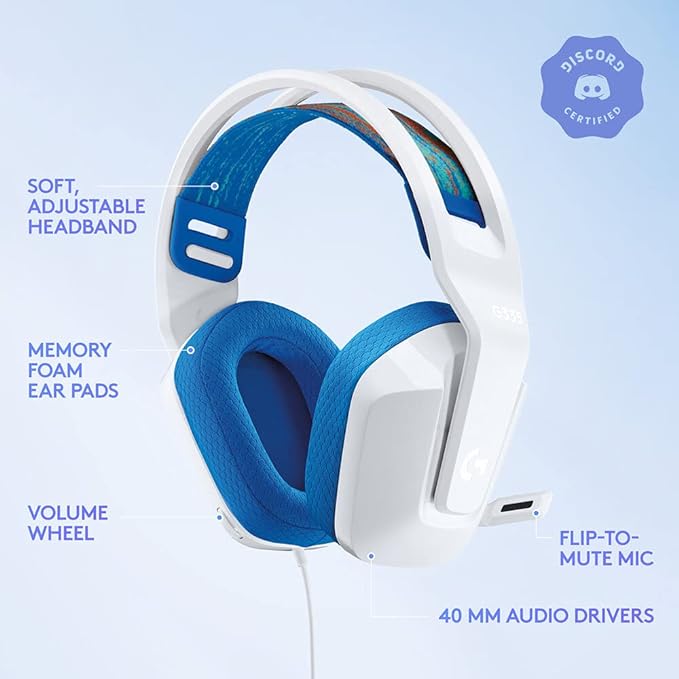 DISCORD
CERTIFIED
SOFT,
ADJUSTABLE
HEADBAND
G335
MEMORY
FOAM
EAR PADS
VOLUME
WHEEL
FLIP-TO-
MUTE MIC
40 MM AUDIO DRIVERS